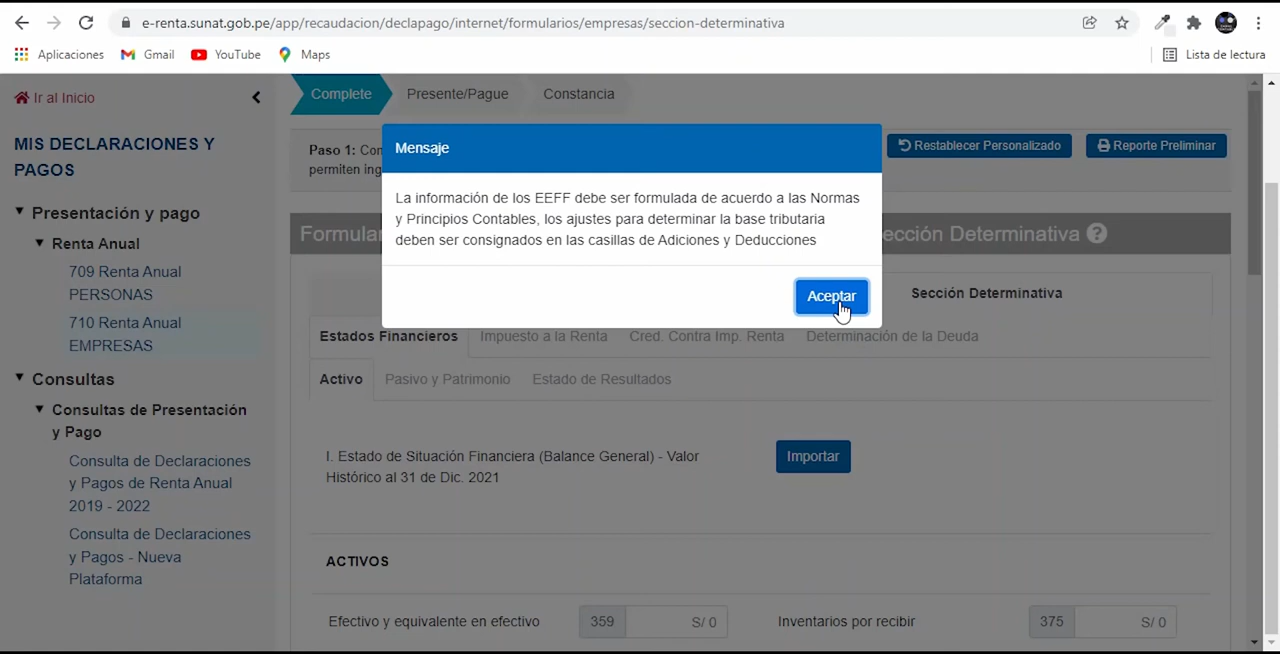 e-renta.sunat.gob.pe/app/recaudacion/declapago/internet/formularios/empresas/seccion-determinativa
Aplicaciones Gmail YouTube Maps Lista de lectura
Ir al Inicio
MIS DECLARACIONES Y
PAGOS
Presentación y pago
Renta Anual
709 Renta Anual
PERSONAS
710 Renta Anual
EMPRESAS
Consultas
Consultas de Presentación
y Pago
Consulta de Declaraciones
y Pagos de Renta Anual
2019 - 2022
Consulta de Declaraciones
y Pagos - Nueva
Plataforma
Complete Presente/Pague Constancia
Paso 1: Con
permiten ing
Restablecer Personalizado Reporte Preliminar
Mensaje
La información de los EEFF debe ser formulada de acuerdo a las Normas
y Principios Contables, los ajustes para determinar la base tributaria
deben ser consignados en las casillas de Adiciones y Deducciones
Aceptar
Formular ección Determinativa ?
Sección Determinativa
Estados Financieros Impuesto a la Renta Cred. Contra Imp. Renta Determinación de la Deuda
Activo Pasivo y Patrimonio Estado de Resultados
I. Estado de Situación Financiera (Balance General) - Valor
Histórico al 31 de Dic. 2021
Importar
ACTIVOS
Efectivo y equivalente en efectivo 359 S/ 0 Inventarios por recibir 375 S/ 0